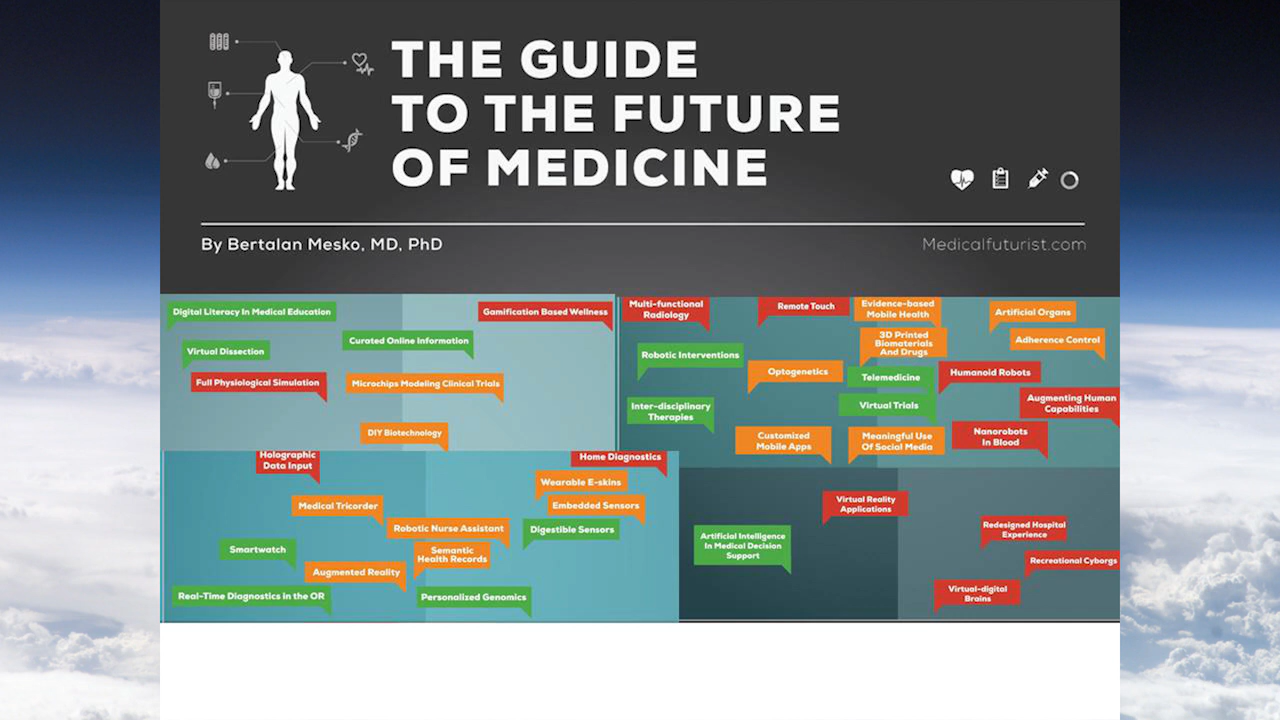 THE GUIDE
TO THE FUTURE
OF MEDICINE
By Bertalan Mesko, MD, PhD
Medicalfuturist.com
Digital Literacy In Medical Education
Gamification Based Wellness
Curated Online Information
Virtual Dissection
Full Physiological Simulation
Microchips Modeling Clinical Trials
DIY Biotechnology
Multi-functional
Radiology
Remote Touch
Evidence-based
Mobile Health
Artificial Organs
3D Printed
Biomaterials
And Drugs
Adherence Control
Robotic Interventions
Optogenetics
Telemedicine
Humanoid Robots
Inter-disciplinary
Therapies
Virtual Trials
Augmenting Human
Capabilities
Customized
Mobile Apps
Meaningful Use
Of Social Media
Nanorobots
In Blood
Holographic
Data Input
Home Diagnostics
Wearable E-skins
Medical Tricorder
Embedded Sensors
Robotic Nurse Assistant
Digestible Sensors
Smartwatch
Semantic
Health Records
Augmented Reality
Real-Time Diagnostics in the OR
Personalized Genomics
Virtual Reality
Applications
Artificial Intelligence
In Medical Decision
Support
Redesigned Hospital
Experience
Recreational Cyborgs
Virtual-digital
Brains